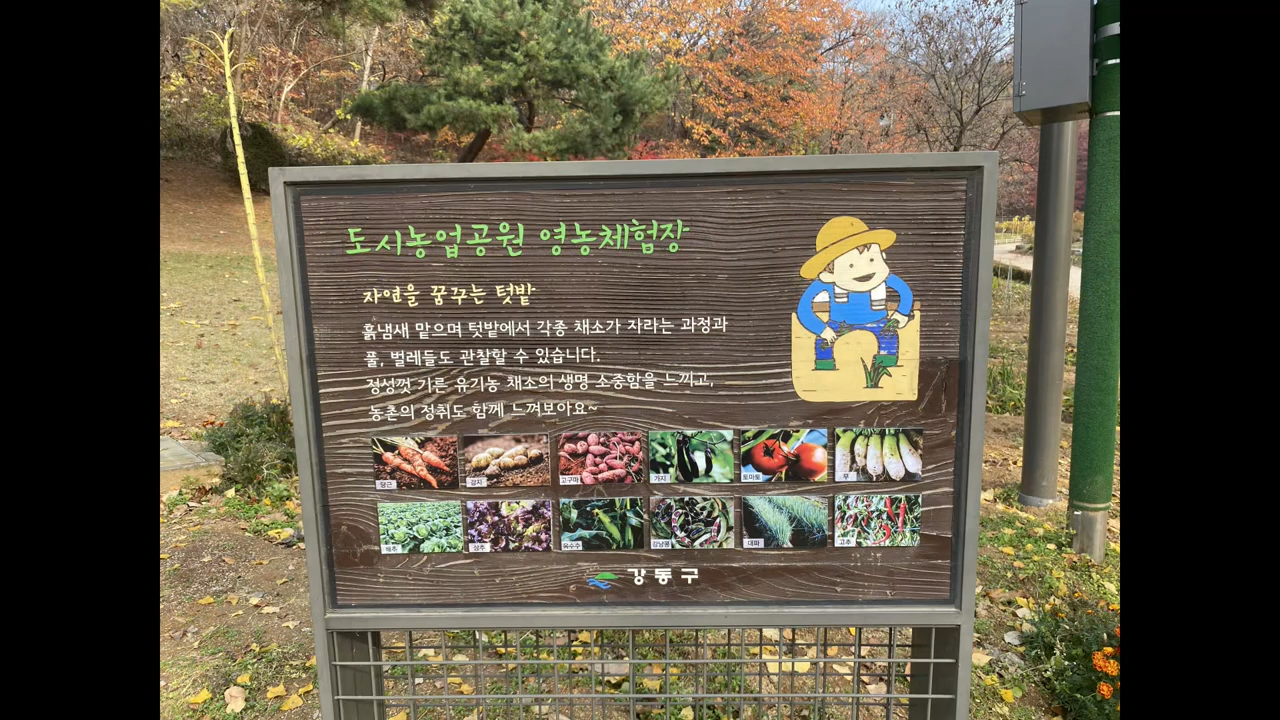 도시농업공원 영농체험장
자연을 꿈꾸는 텃밭
흙냄새 맡으며 텃밭에서 각종 채소가 자라는 과정과
풀, 벌레들도 관찰할 수 있습니다.
정성껏 기른 유기농 채소의 생명 소중함을 느끼고,
농촌의 정취도 함께 느껴보아요~
당근 감자 고구마 가지 토마토 무
배추 상추 옥수수 강낭콩 대파 고추
강동구